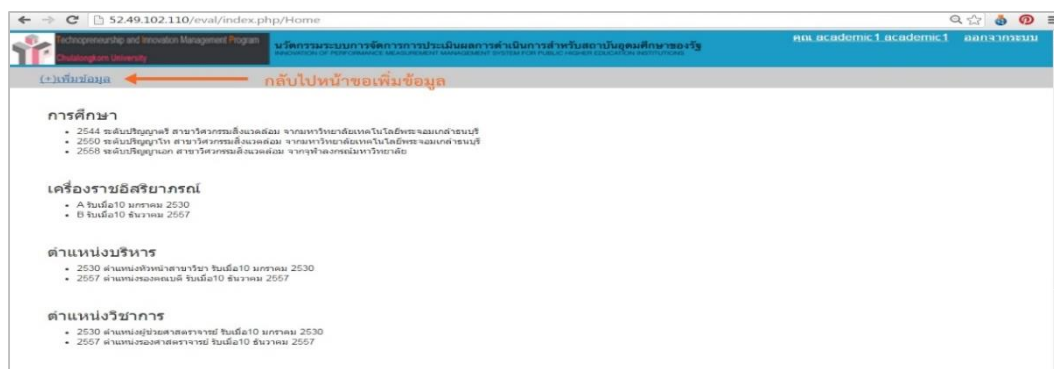 52.49.102.110/eval/index.php/Home
Technopreneurship and Innovation Management Program
Chulalongkorn University
นวัตกรรมระบบการจัดการการประเมินผลการดำเนินการสำหรับสถาบันอุดมศึกษาของรัฐ
INNOVATION OF PERFORMANCE MEASUREMENT MANAGEMENT SYSTEM FOR PUBLIC HIGHER EDUCATION INSTITUTIONS
คุณ academic1 academic1 ออกจากระบบ
(+)เพิ่มข้อมูล กลับไปหน้าขอเพิ่มข้อมูล
การศึกษา
2544 ระดับปริญญาตรี สาขาวิศวกรรมสิ่งแวดล้อม จากมหาวิทยาลัยเทคโนโลยีพระจอมเกล้าธนบุรี
2550 ระดับปริญญาโท สาขาวิศวกรรมสิ่งแวดล้อม จากมหาวิทยาลัยเทคโนโลยีพระจอมเกล้าธนบุรี
2558 ระดับปริญญาเอก สาขาวิศวกรรมสิ่งแวดล้อม จากจุฬาลงกรณ์มหาวิทยาลัย
เครื่องราชอิสริยาภรณ์
A รับเมื่อ10 มกราคม 2530
B รับเมื่อ10 ธันวาคม 2557
ตำแหน่งบริหาร
2530 ตำแหน่งหัวหน้าสาขาวิชา รับเมื่อ10 มกราคม 2530
2557 ตำแหน่งรองคณบดี รับเมื่อ10 ธันวาคม 2557
ตำแหน่งวิชาการ
2530 ตำแหน่งผู้ช่วยศาสตราจารย์ รับเมื่อ10 มกราคม 2530
2557 ตำแหน่งรองศาสตราจารย์ รับเมื่อ10 ธันวาคม 2557